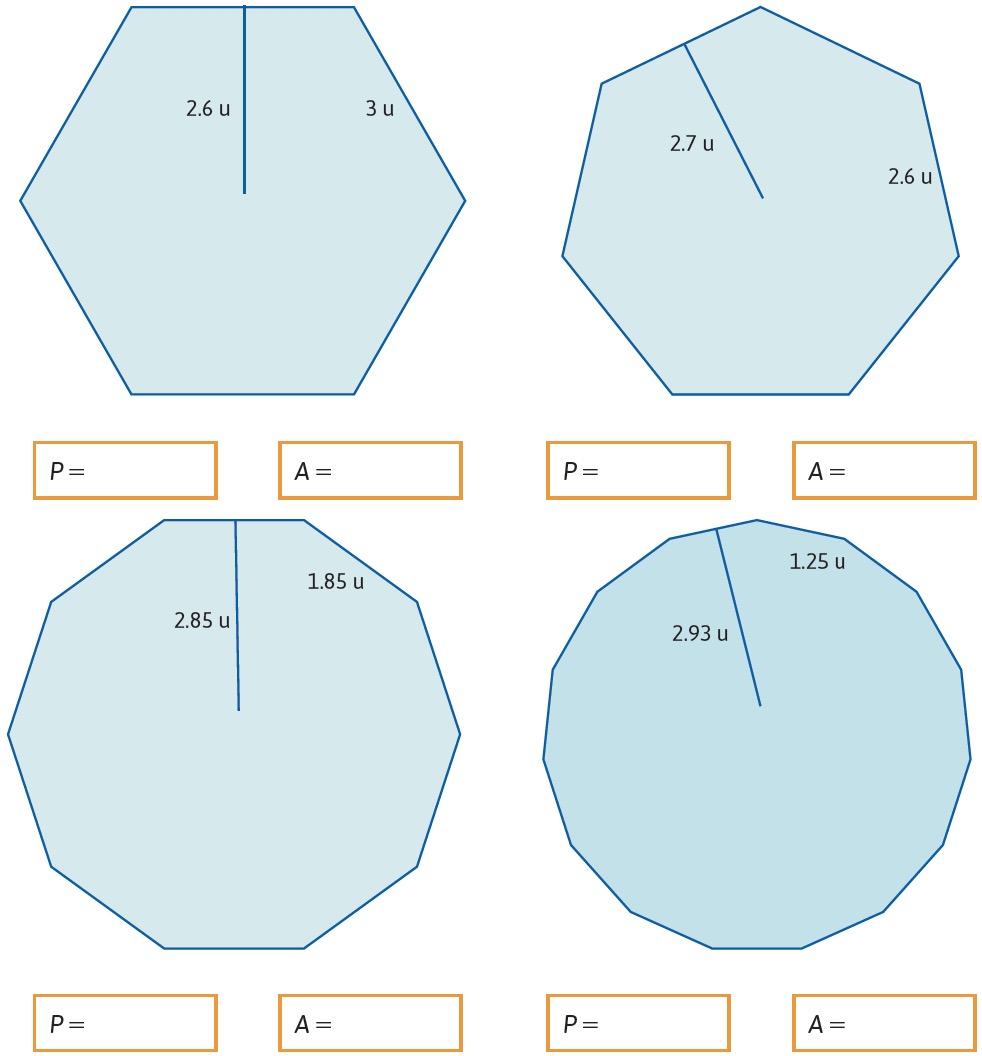 2.6 u
3 u
2.7 u
2.6 u
P =
A =
P =
A =
2.85 u
1.85 u
2.93 u
1.25 u
P =
A =
P =
A =